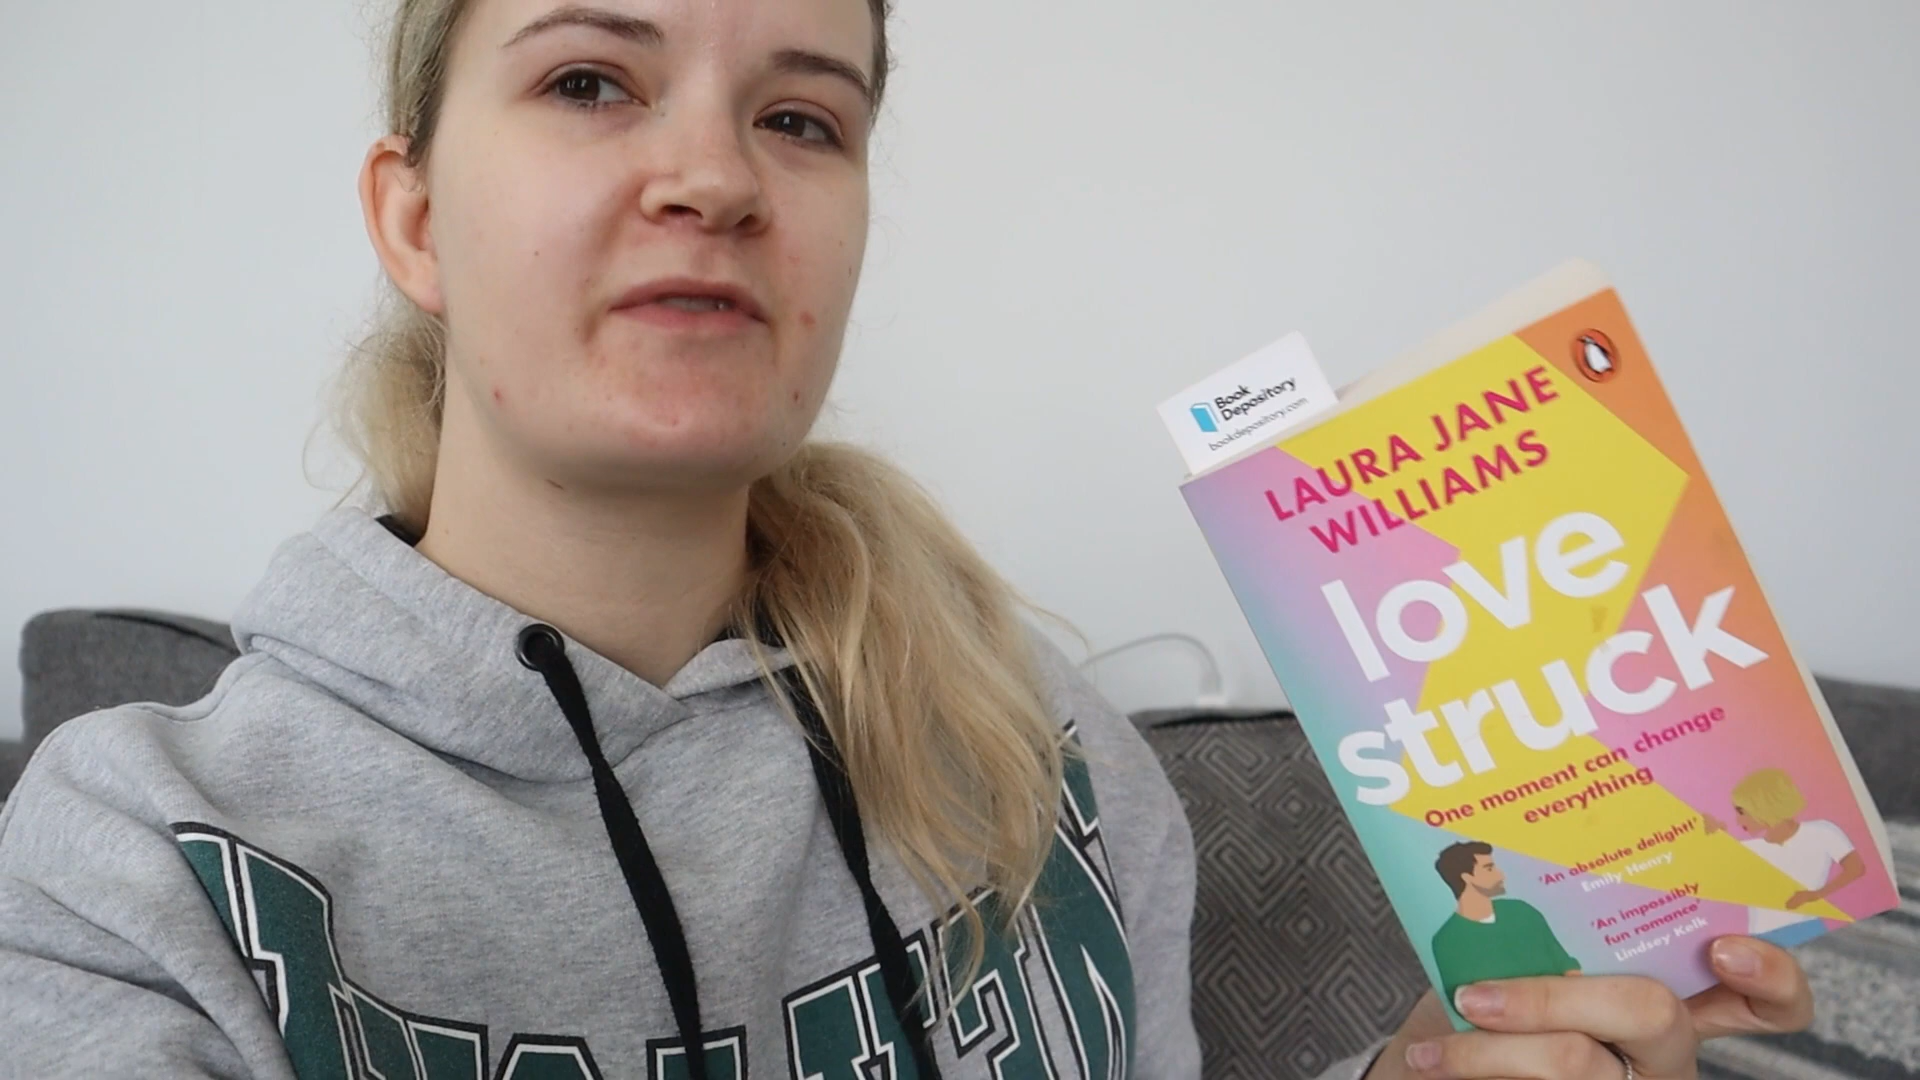 Book
Depository
bookdepository.com
LAURA JANE
WILLIAMS
love
struck
One moment can change
everything
'An absolute delight!'
Emily Henry
'An impossibly
fun romance'
Lindsey Kelk